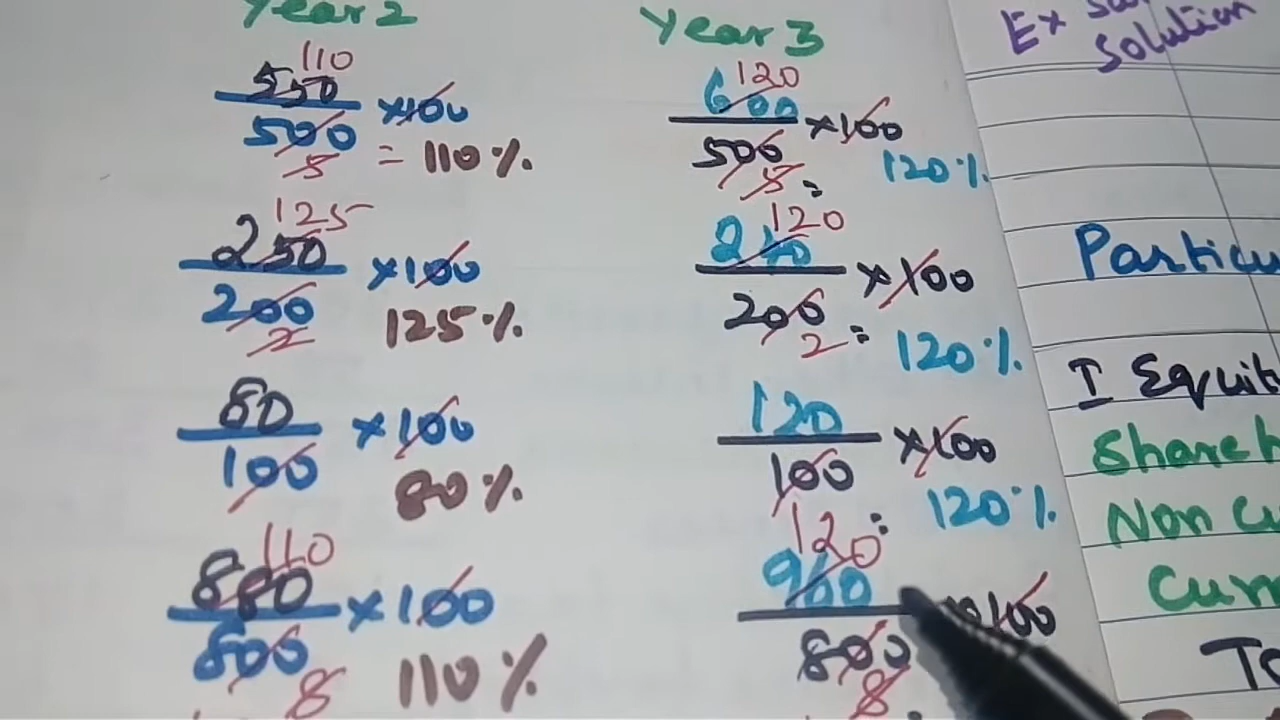 Year 2
110
550
500 ×100
5 = 110%
125
250
200 ×100
2 125%
80
100 ×100
80%
110
880
800 ×100
8 110%
Year 3
120
600
500 ×100
5 = 120%
120
240
200 ×100
2 = 120%
120
100 ×100
= 120%
120
960
800 ×100
8
Ex
Solution
Particu
I Equit
Shareh
Non Cu
Curr
To